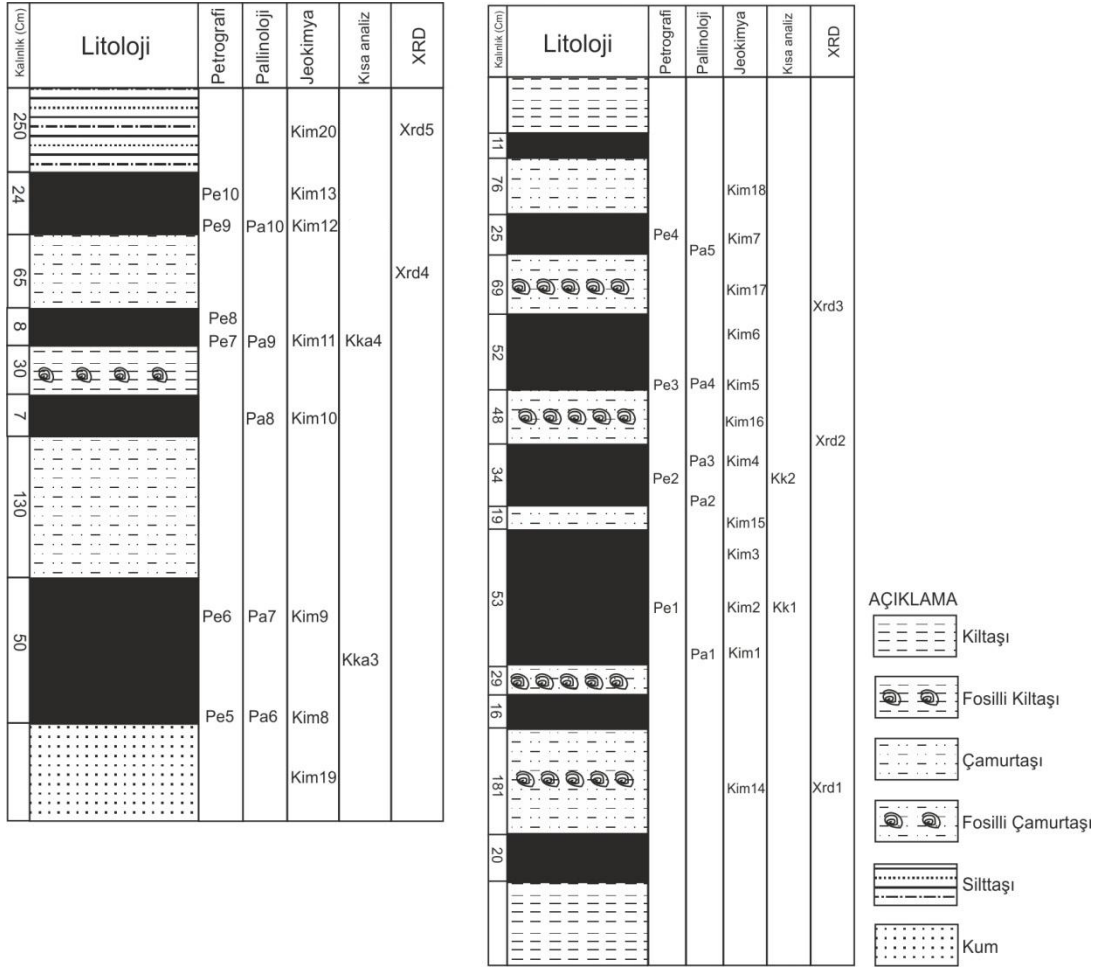 Kalınlık (Cm) Litoloji Petrografi Pallinoloji Jeokimya Kısa analiz XRD
250 Kim20 Xrd5
24 Pe10 Kim13
Pe9 Pa10 Kim12
65 Xrd4
8 Pe8
Pe7 Pa9 Kim11 Kka4
30
7 Pa8 Kim10
130
50 Pe6 Pa7 Kim9
Kka3
Pe5 Pa6 Kim8
Kim19
Kalınlık (Cm) Litoloji Petrografi Pallinoloji Jeokimya Kısa analiz XRD
11
76 Kim18
25 Pe4 Kim7
Pa5
69 Kim17
Xrd3
52 Kim6
Pe3 Pa4 Kim5
48 Kim16
Xrd2
34 Pa3 Kim4
Pe2 Kk2
Pa2
19 Kim15
Kim3
53 Pe1 Kim2 Kk1
Pa1 Kim1
29
16
181 Kim14 Xrd1
20
AÇIKLAMA
Kiltaşı
Fosilli Kiltaşı
Çamurtaşı
Fosilli Çamurtaşı
Silttaşı
Kum